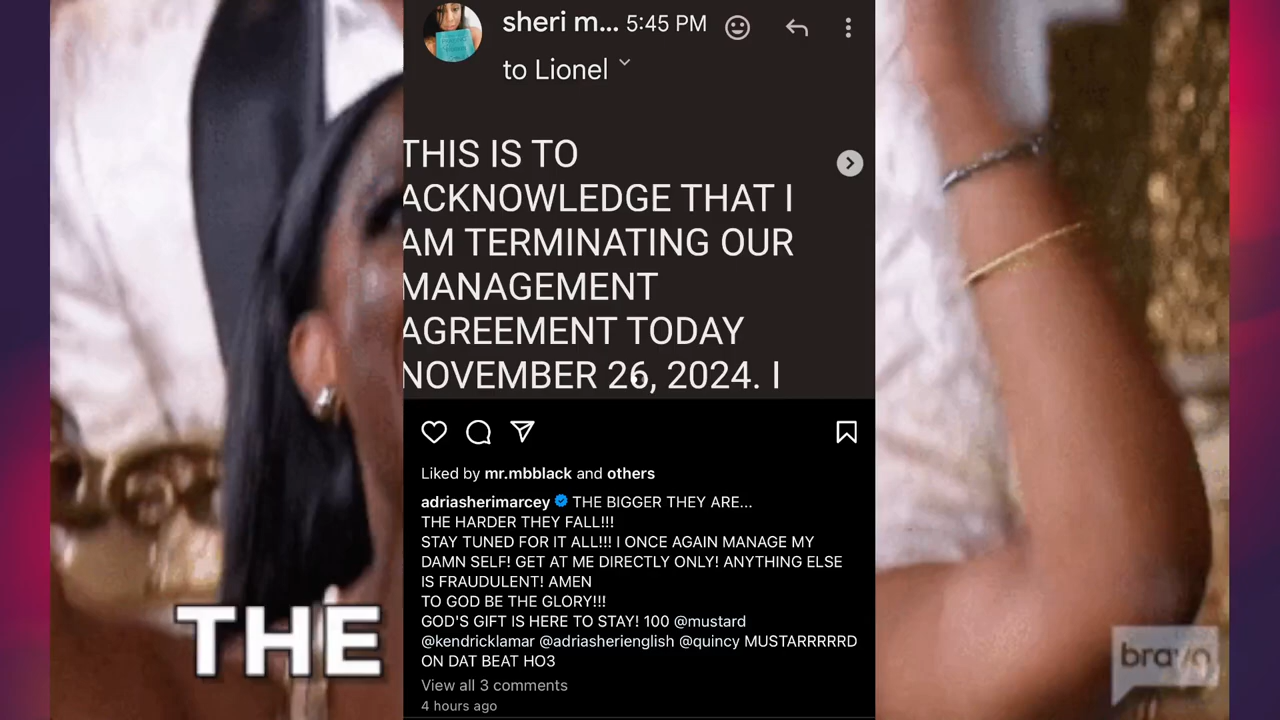 sheri m... 5:45 PM
to Lionel
THIS IS TO
ACKNOWLEDGE THAT I
AM TERMINATING OUR
MANAGEMENT
AGREEMENT TODAY
NOVEMBER 26, 2024. I
Liked by mr.mbblack and others
adriasherimarcey THE BIGGER THEY ARE...
THE HARDER THEY FALL!!!
STAY TUNED FOR IT ALL!!! I ONCE AGAIN MANAGE MY
DAMN SELF! GET AT ME DIRECTLY ONLY! ANYTHING ELSE
IS FRAUDULENT! AMEN
TO GOD BE THE GLORY!!!
GOD'S GIFT IS HERE TO STAY! 100 @mustard
@kendricklamar @adriasherienglish @quincy MUSTARRRRRD
ON DAT BEAT HO3
View all 3 comments
4 hours ago
THE
bravo